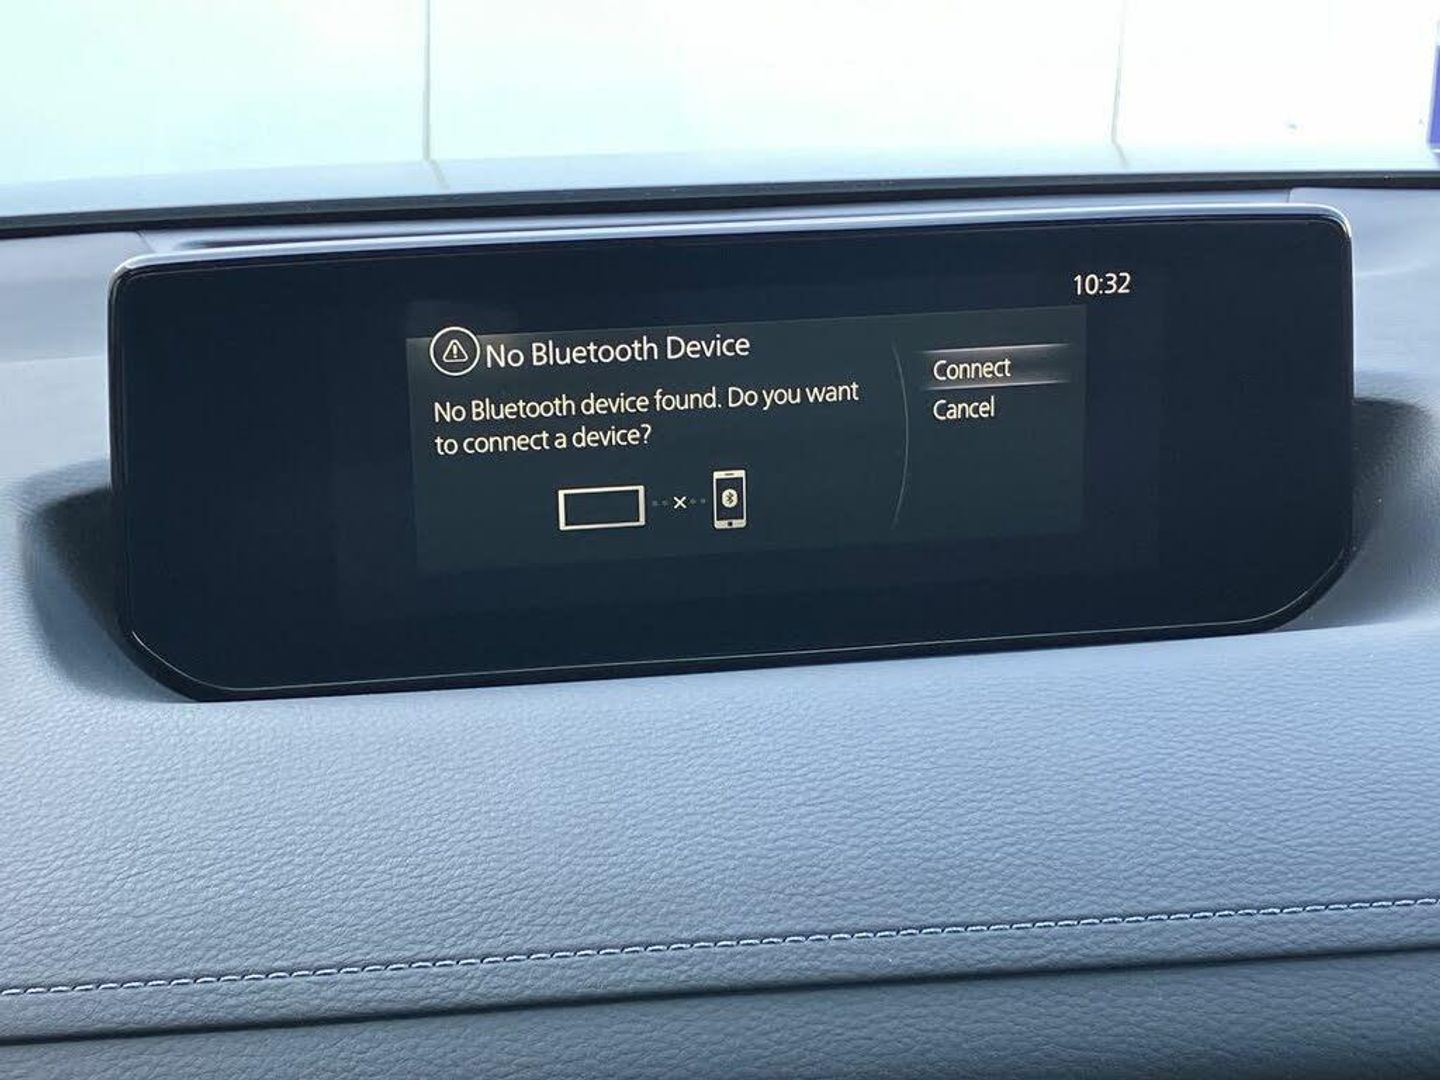 10:32
No Bluetooth Device
No Bluetooth device found. Do you want
to connect a device?
Connect
Cancel